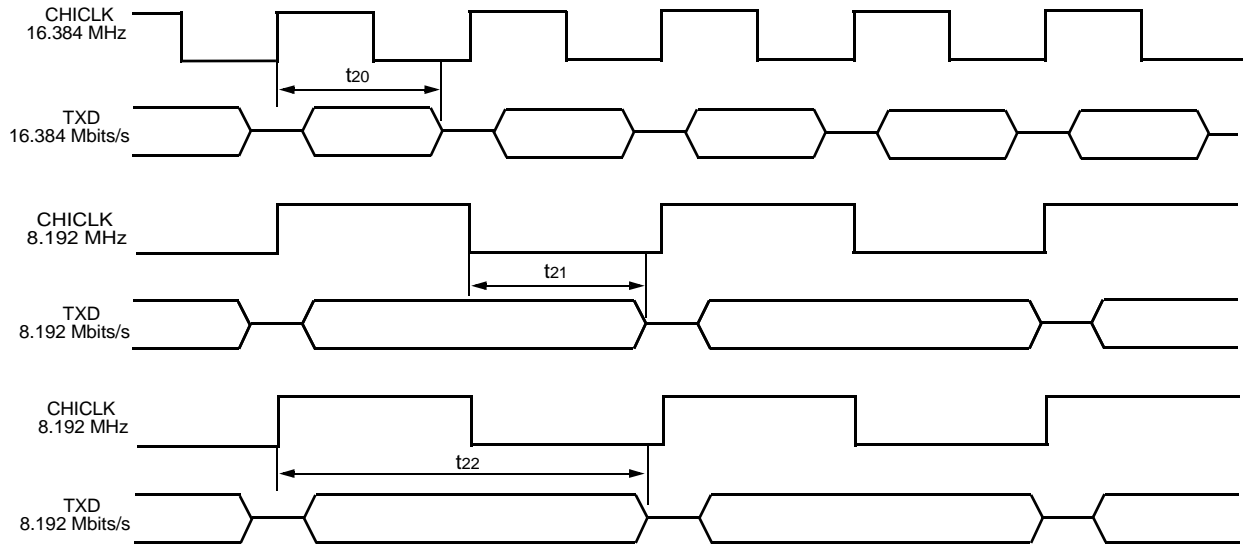 CHICLK
16.384 MHz
t20
TXD
16.384 Mbits/s
CHICLK
8.192 MHz
t21
TXD
8.192 Mbits/s
CHICLK
8.192 MHz
t22
TXD
8.192 Mbits/s